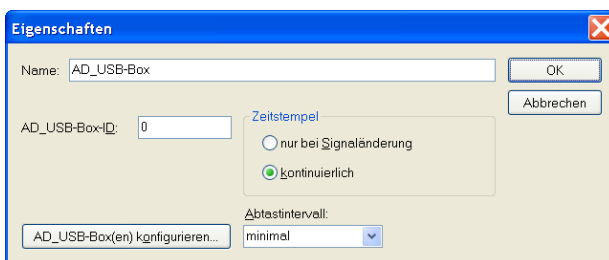 Eigenschaften
Name: AD_USB-Box
OK
Abbrechen
AD_USB-Box-ID: 0
Zeitstempel
nur bei Signaländerung
kontinuierlich
Abtastintervall:
AD_USB-Box(en) konfigurieren...
minimal